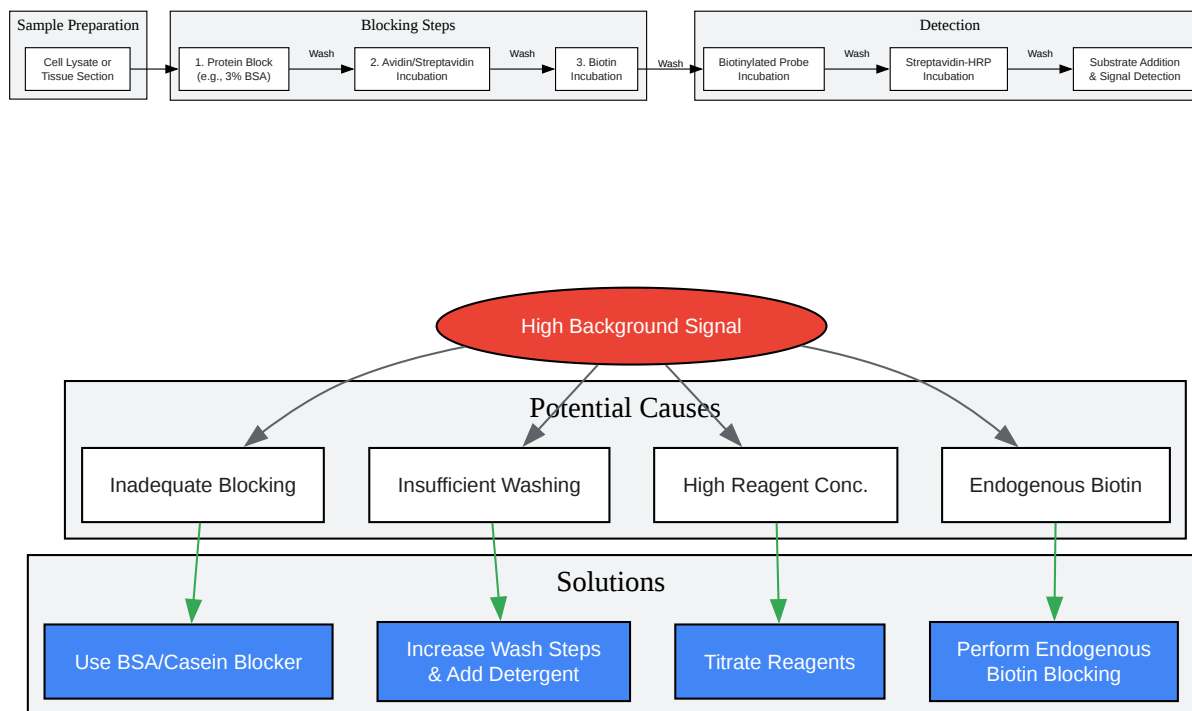 Sample Preparation
Cell Lysate or
Tissue Section
Blocking Steps
1. Protein Block
(e.g., 3% BSA)
Wash
2. Avidin/Streptavidin
Incubation
Wash
3. Biotin
Incubation
Wash
Detection
Biotinylated Probe
Incubation
Wash
Streptavidin-HRP
Incubation
Wash
Substrate Addition
& Signal Detection
High Background Signal
Potential Causes
Inadequate Blocking
Insufficient Washing
High Reagent Conc.
Endogenous Biotin
Solutions
Use BSA/Casein Blocker
Increase Wash Steps
& Add Detergent
Titrate Reagents
Perform Endogenous
Biotin Blocking